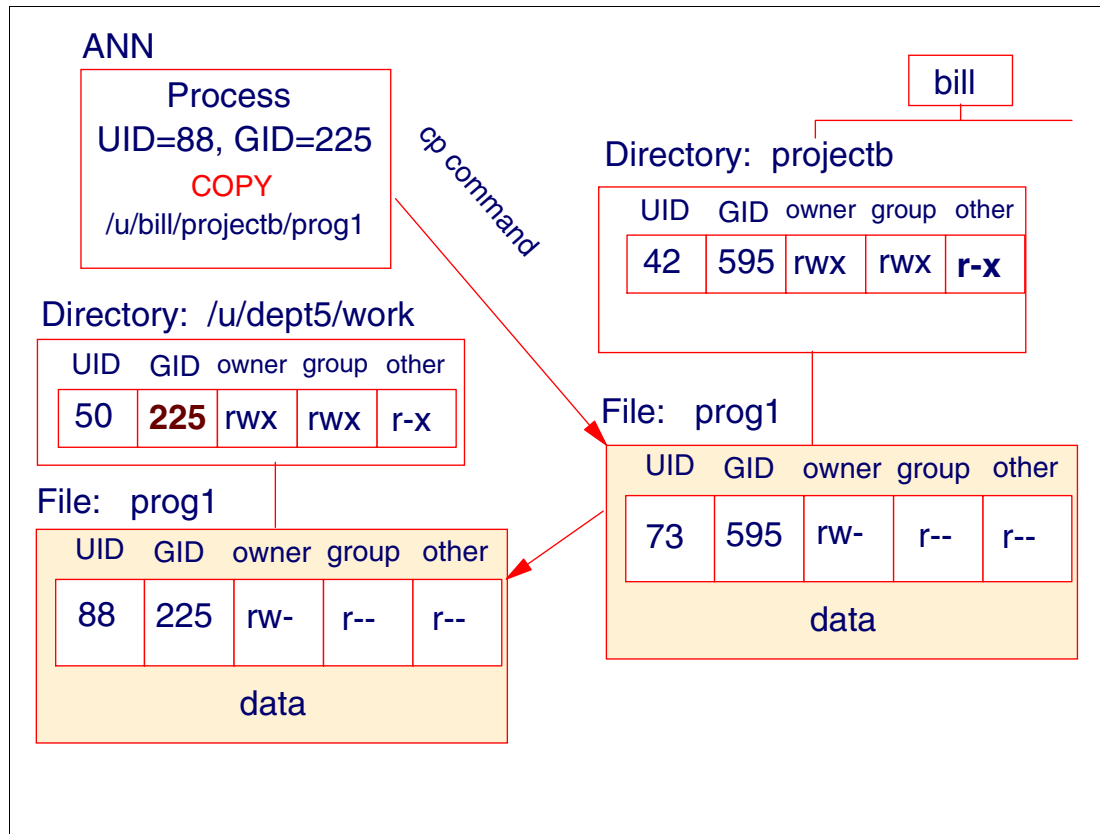 ANN
Process
UID=88, GID=225
COPY
/u/bill/projectb/prog1
cp command
bill
Directory: projectb
UID GID owner group other
42 595 rwx rwx r-x
Directory: /u/dept5/work
UID GID owner group other
50 225 rwx rwx r-x
File: prog1
UID GID owner group other
73 595 rw- r-- r--
data
File: prog1
UID GID owner group other
88 225 rw- r-- r--
data